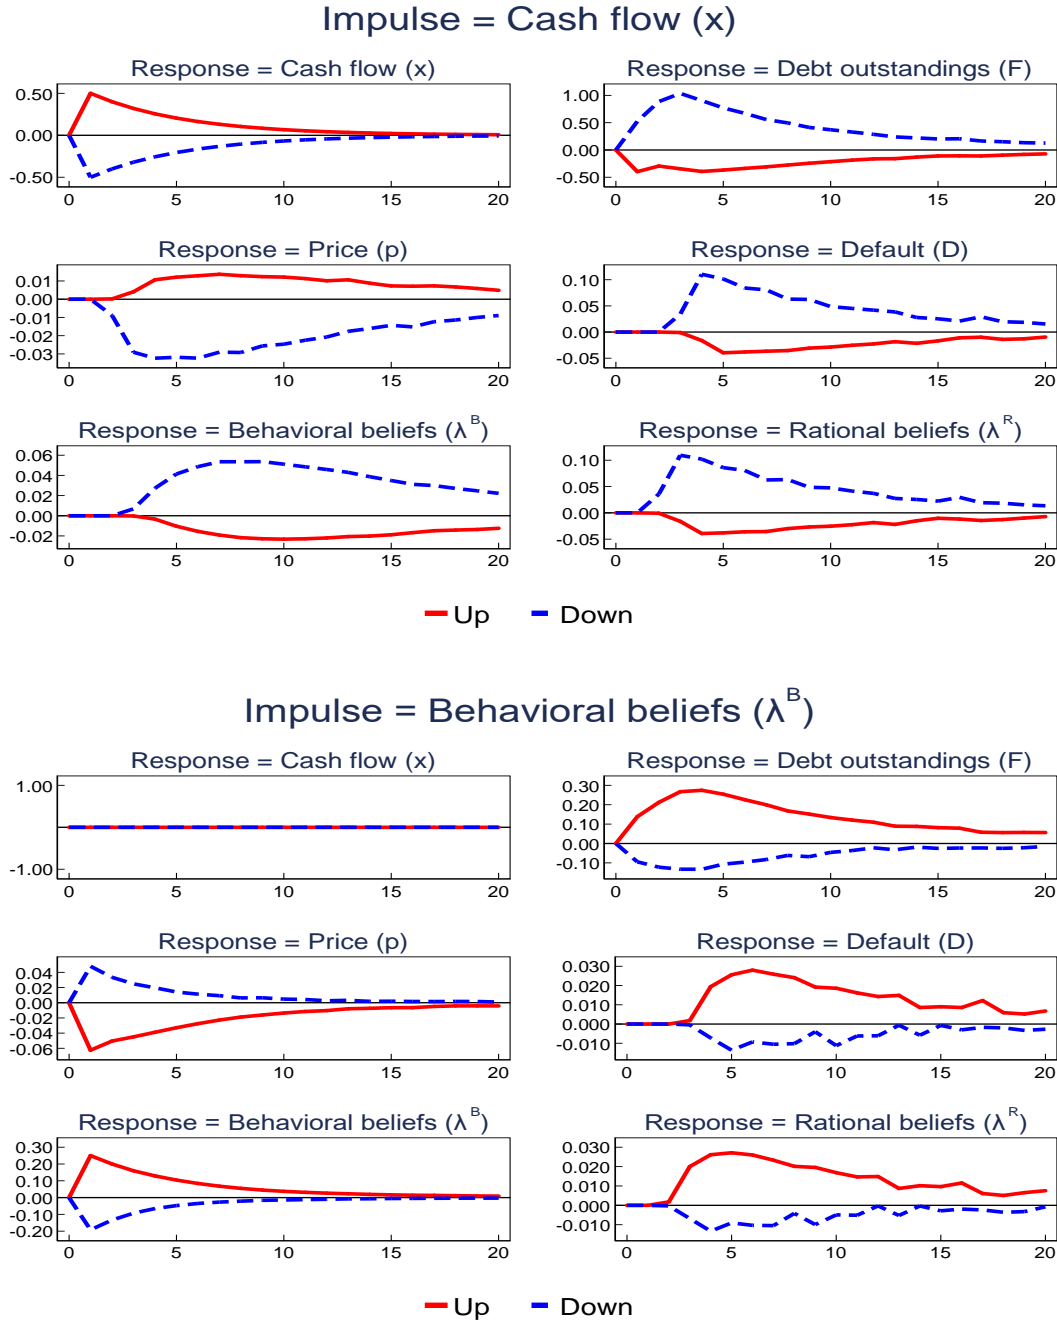 Impulse = Cash flow (x)
Response = Cash flow (x)
0.50
0.00
-0.50
0 5 10 15 20
Response = Debt outstandings (F)
1.00
0.50
0.00
-0.50
0 5 10 15 20
Response = Price (p)
0.01
0.00
-0.01
-0.02
-0.03
0 5 10 15 20
Response = Default (D)
0.10
0.05
0.00
-0.05
0 5 10 15 20
Response = Behavioral beliefs (λ^B)
0.06
0.04
0.02
0.00
-0.02
0 5 10 15 20
Response = Rational beliefs (λ^R)
0.10
0.05
0.00
-0.05
0 5 10 15 20
Up Down
Impulse = Behavioral beliefs (λ^B)
Response = Cash flow (x)
1.00
-1.00
0 5 10 15 20
Response = Debt outstandings (F)
0.30
0.20
0.10
0.00
-0.10
0 5 10 15 20
Response = Price (p)
0.04
0.02
0.00
-0.02
-0.04
-0.06
0 5 10 15 20
Response = Default (D)
0.030
0.020
0.010
0.000
-0.010
0 5 10 15 20
Response = Behavioral beliefs (λ^B)
0.30
0.20
0.10
0.00
-0.10
-0.20
0 5 10 15 20
Response = Rational beliefs (λ^R)
0.030
0.020
0.010
0.000
-0.010
0 5 10 15 20
Up Down